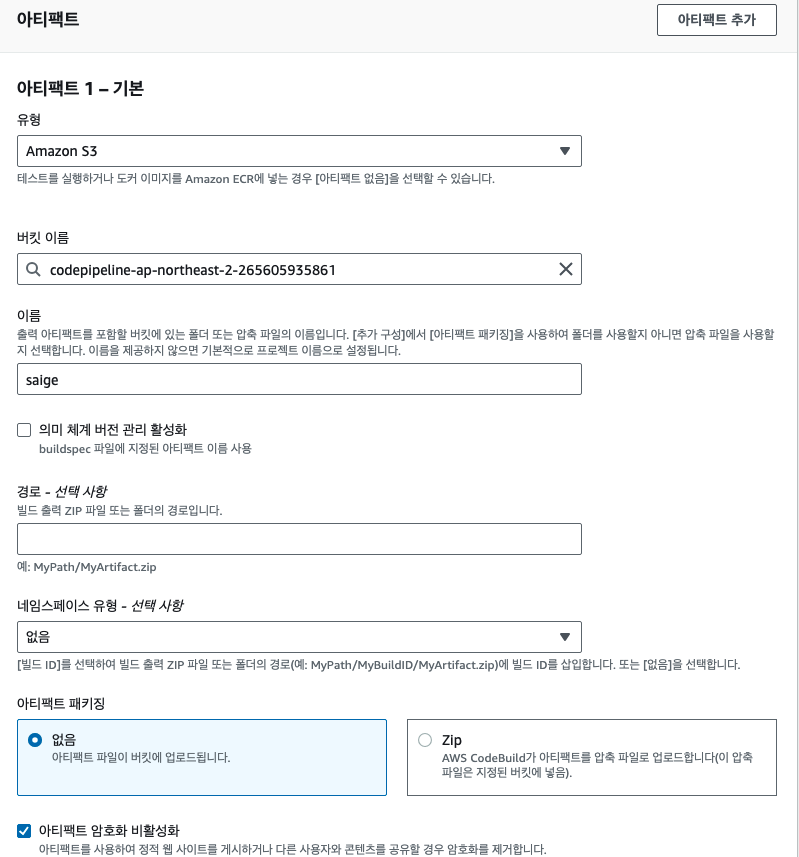 아티팩트
아티팩트 추가
아티팩트 1 – 기본
유형
Amazon S3
테스트를 실행하거나 도커 이미지를 Amazon ECR에 넣는 경우 [아티팩트 없음]을 선택할 수 있습니다.
버킷 이름
codepipeline-ap-northeast-2-265605935861
이름
출력 아티팩트를 포함할 버킷에 있는 폴더 또는 압축 파일의 이름입니다. [추가 구성]에서 [아티팩트 패키징]을 사용하여 폴더를 사용할지 아니면 압축 파일을 사용할
지 선택합니다. 이름을 제공하지 않으면 기본적으로 프로젝트 이름으로 설정됩니다.
saige
의미 체계 버전 관리 활성화
buildspec 파일에 지정된 아티팩트 이름 사용
경로 - 선택 사항
빌드 출력 ZIP 파일 또는 폴더의 경로입니다.
예: MyPath/MyArtifact.zip
네임스페이스 유형 - 선택 사항
없음
[빌드 ID]를 선택하여 빌드 출력 ZIP 파일 또는 폴더의 경로(예: MyPath/MyBuildID/MyArtifact.zip)에 빌드 ID를 삽입합니다. 또는 [없음]을 선택합니다.
아티팩트 패키징
없음
아티팩트 파일이 버킷에 업로드됩니다.
Zip
AWS CodeBuild가 아티팩트를 압축 파일로 업로드합니다(이 압축
파일은 지정된 버킷에 넣음).
아티팩트 암호화 비활성화
아티팩트를 사용하여 정적 웹 사이트를 게시하거나 다른 사용자와 콘텐츠를 공유할 경우 암호화를 제거합니다.